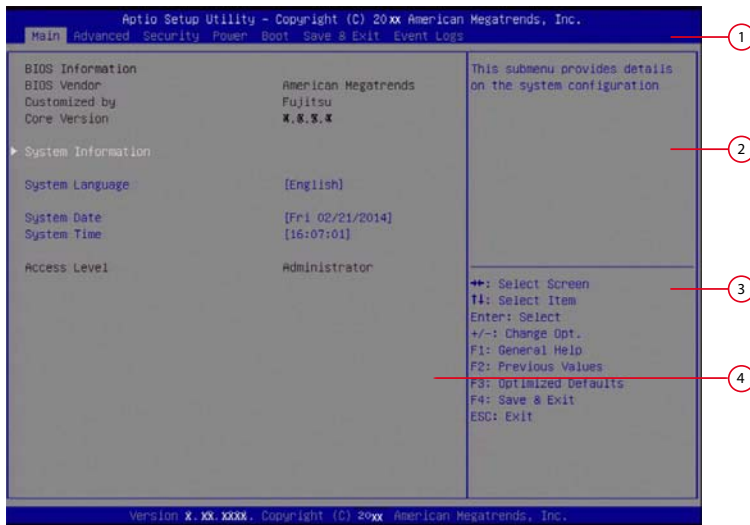 Aptio Setup Utility - Copyright (C) 20xx American Megatrends, Inc.
Main Advanced Security Power Boot Save & Exit Event Logs
1
BIOS Information
BIOS Vendor American Megatrends
Customized by Fujitsu
Core Version X.X.X.X
System Information
System Language [English]
System Date [Fri 02/21/2014]
System Time [16:07:01]
Access Level Administrator
This submenu provides details
on the system configuration
2
↔: Select Screen
↑↓: Select Item
Enter: Select
+/-: Change Opt.
F1: General Help
F2: Previous Values
F3: Optimized Defaults
F4: Save & Exit
ESC: Exit
3
4
Version X.XX.XXXX. Copyright (C) 20xx American Megatrends, Inc.